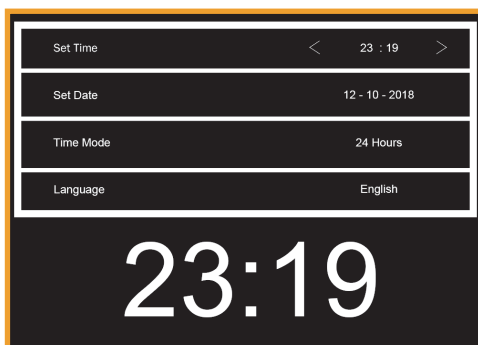 Set Time < 23 : 19 >
Set Date 12 - 10 - 2018
Time Mode 24 Hours
Language English
23:19